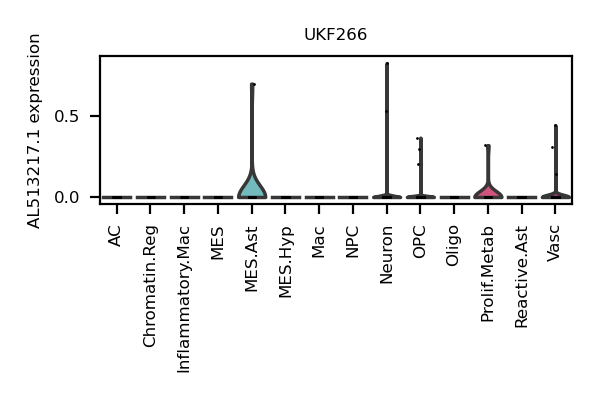 UKF266
AL513217.1 expression
0.5
0.0
AC
Chromatin.Reg
Inflammatory.Mac
MES
MES.Ast
MES.Hyp
Mac
NPC
Neuron
OPC
Oligo
Prolif.Metab
Reactive.Ast
Vasc